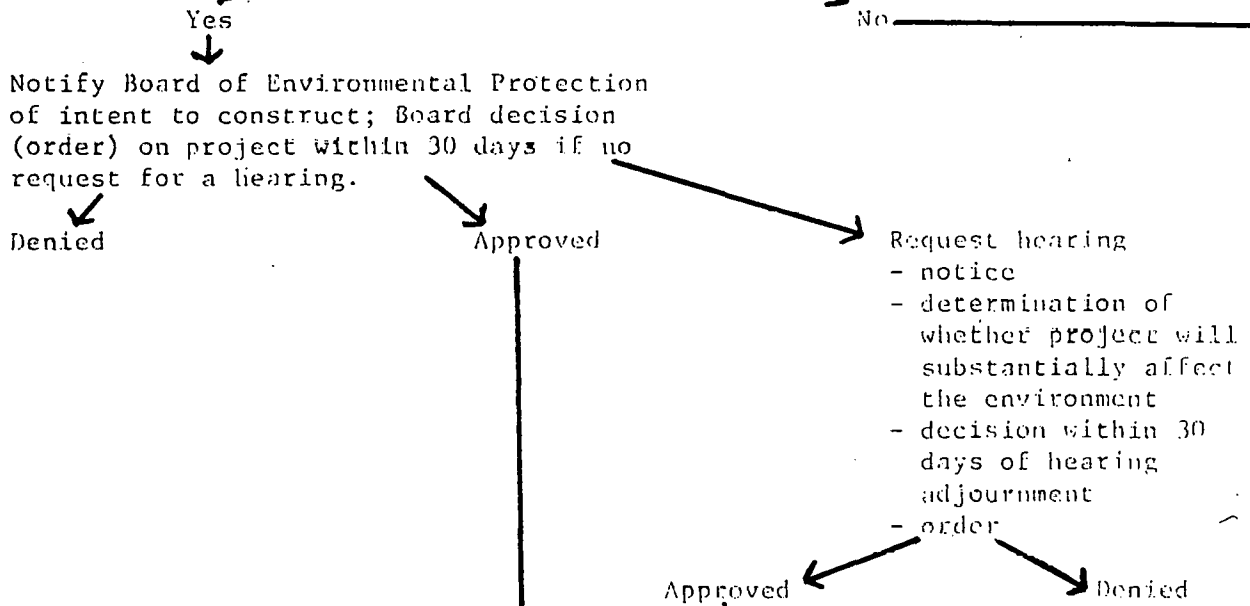 Yes
No
Notify Board of Environmental Protection
of intent to construct; Board decision
(order) on project within 30 days if no
request for a hearing.
Denied
Approved
Request hearing
- notice
- determination of
whether project will
substantially affect
the environment
- decision within 30
days of hearing
adjournment
- order
Approved
Denied